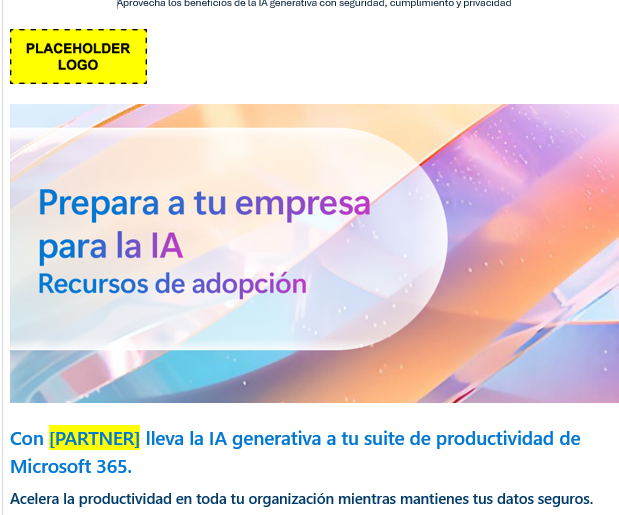 Aprovecha los beneficios de la IA generativa con seguridad, cumplimiento y privacidad
PLACEHOLDER
LOGO
Prepara a tu empresa
para la IA
Recursos de adopción
Con [PARTNER] lleva la IA generativa a tu suite de productividad de
Microsoft 365.
Acelera la productividad en toda tu organización mientras mantienes tus datos seguros.